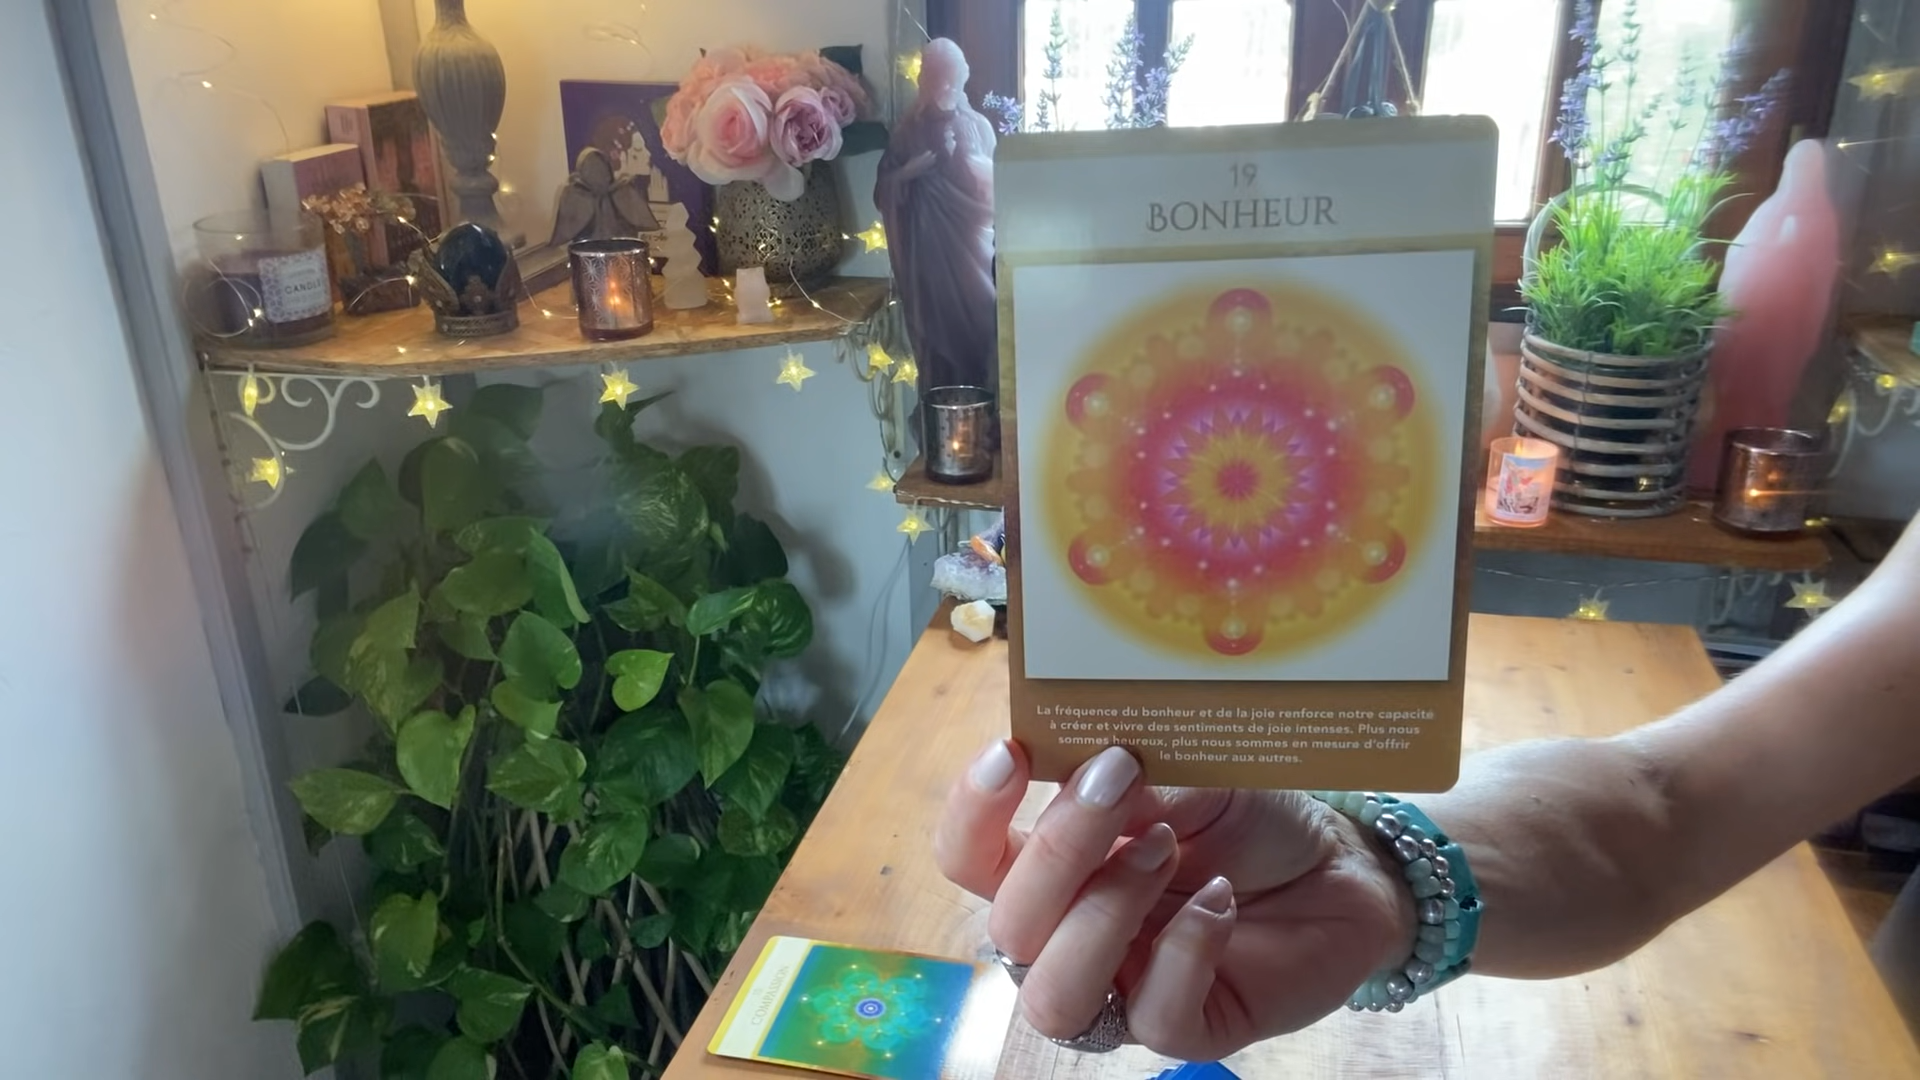 19
BONHEUR
La fréquence du bonheur et de la joie renforce notre capacité
à créer et vivre des sentiments de joie intenses. Plus nous
sommes heureux, plus nous sommes en mesure d'offrir
le bonheur aux autres.
CANDLE
COMPASSION